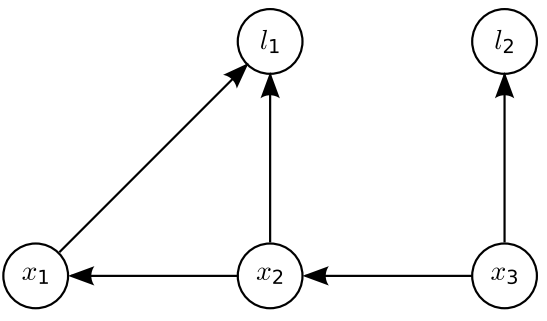 l₁ l₂
x₁ x₂ x₃